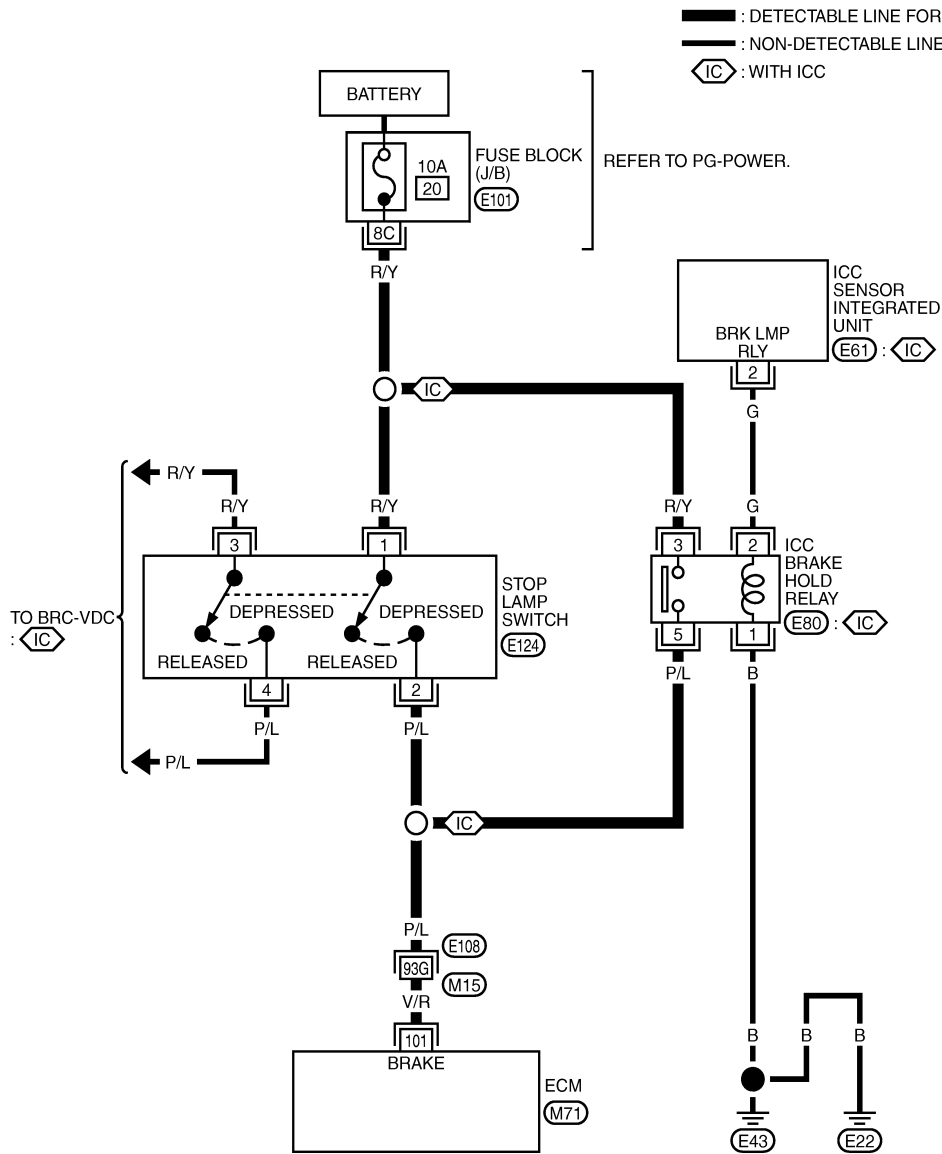 : DETECTABLE LINE FOR
: NON-DETECTABLE LINE
IC : WITH ICC
BATTERY
10A
20
FUSE BLOCK
(J/B)
E101
REFER TO PG-POWER.
8C
R/Y
ICC
SENSOR
INTEGRATED
UNIT
E61 : IC
BRK LMP
RLY
2
G
IC
R/Y
R/Y
R/Y
R/Y
G
3
1
3
2
ICC
BRAKE
HOLD
RELAY
E80 : IC
STOP
LAMP
SWITCH
E124
DEPRESSED
DEPRESSED
RELEASED
RELEASED
TO BRC-VDC
: IC
4
2
5
1
P/L
P/L
P/L
B
P/L
IC
P/L
E108
93G
M15
V/R
101
BRAKE
ECM
M71
B
B
B
E43
E22